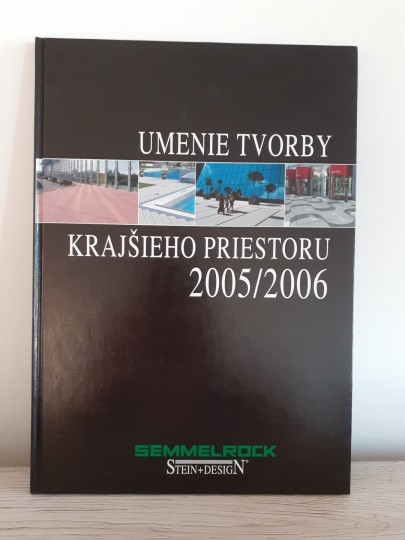 UMENIE TVORBY
KRAJŠIEHO PRIESTORU
2005/2006
SEMMELROCK
STEIN+DESIGN®